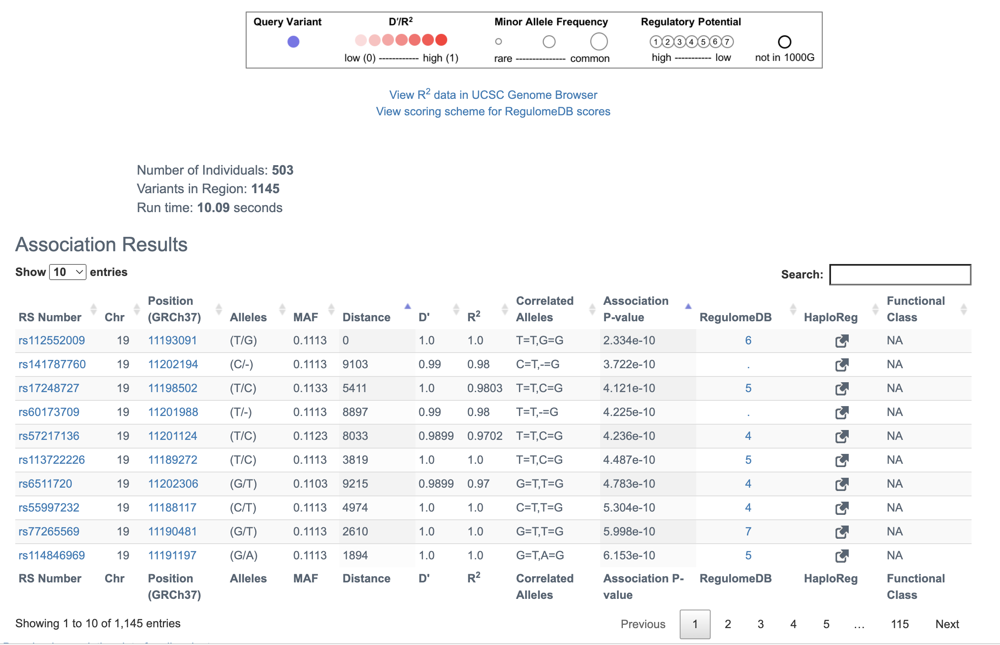 Query Variant D′/R² Minor Allele Frequency Regulatory Potential
1 2 3 4 5 6 7
low (0) ------------ high (1) rare --------------- common high ----------- low not in 1000G
View R² data in UCSC Genome Browser
View scoring scheme for RegulomeDB scores
Number of Individuals: 503
Variants in Region: 1145
Run time: 10.09 seconds
Association Results
Show 10 entries Search:
RS Number Chr Position (GRCh37) Alleles MAF Distance D' R² Correlated Alleles Association P-value RegulomeDB HaploReg Functional Class
rs112552009 19 11193091 (T/G) 0.1113 0 1.0 1.0 T=T,G=G 2.334e-10 6 NA
rs141787760 19 11202194 (C/-) 0.1113 9103 0.99 0.98 C=T,-=G 3.722e-10 . NA
rs17248727 19 11198502 (T/C) 0.1133 5411 1.0 0.9803 T=T,C=G 4.121e-10 5 NA
rs60173709 19 11201988 (T/-) 0.1113 8897 0.99 0.98 T=T,-=G 4.225e-10 . NA
rs57217136 19 11201124 (T/C) 0.1123 8033 0.9899 0.9702 T=T,C=G 4.236e-10 4 NA
rs113722226 19 11189272 (T/C) 0.1113 3819 1.0 1.0 T=T,C=G 4.487e-10 5 NA
rs6511720 19 11202306 (G/T) 0.1103 9215 0.9899 0.97 G=T,T=G 4.783e-10 4 NA
rs55997232 19 11188117 (C/T) 0.1113 4974 1.0 1.0 C=T,T=G 5.304e-10 4 NA
rs77265569 19 11190481 (G/T) 0.1113 2610 1.0 1.0 G=T,T=G 5.998e-10 7 NA
rs114846969 19 11191197 (G/A) 0.1113 1894 1.0 1.0 G=T,A=G 6.153e-10 5 NA
RS Number Chr Position (GRCh37) Alleles MAF Distance D' R² Correlated Alleles Association P-value RegulomeDB HaploReg Functional Class
Showing 1 to 10 of 1,145 entries Previous 1 2 3 4 5 … 115 Next